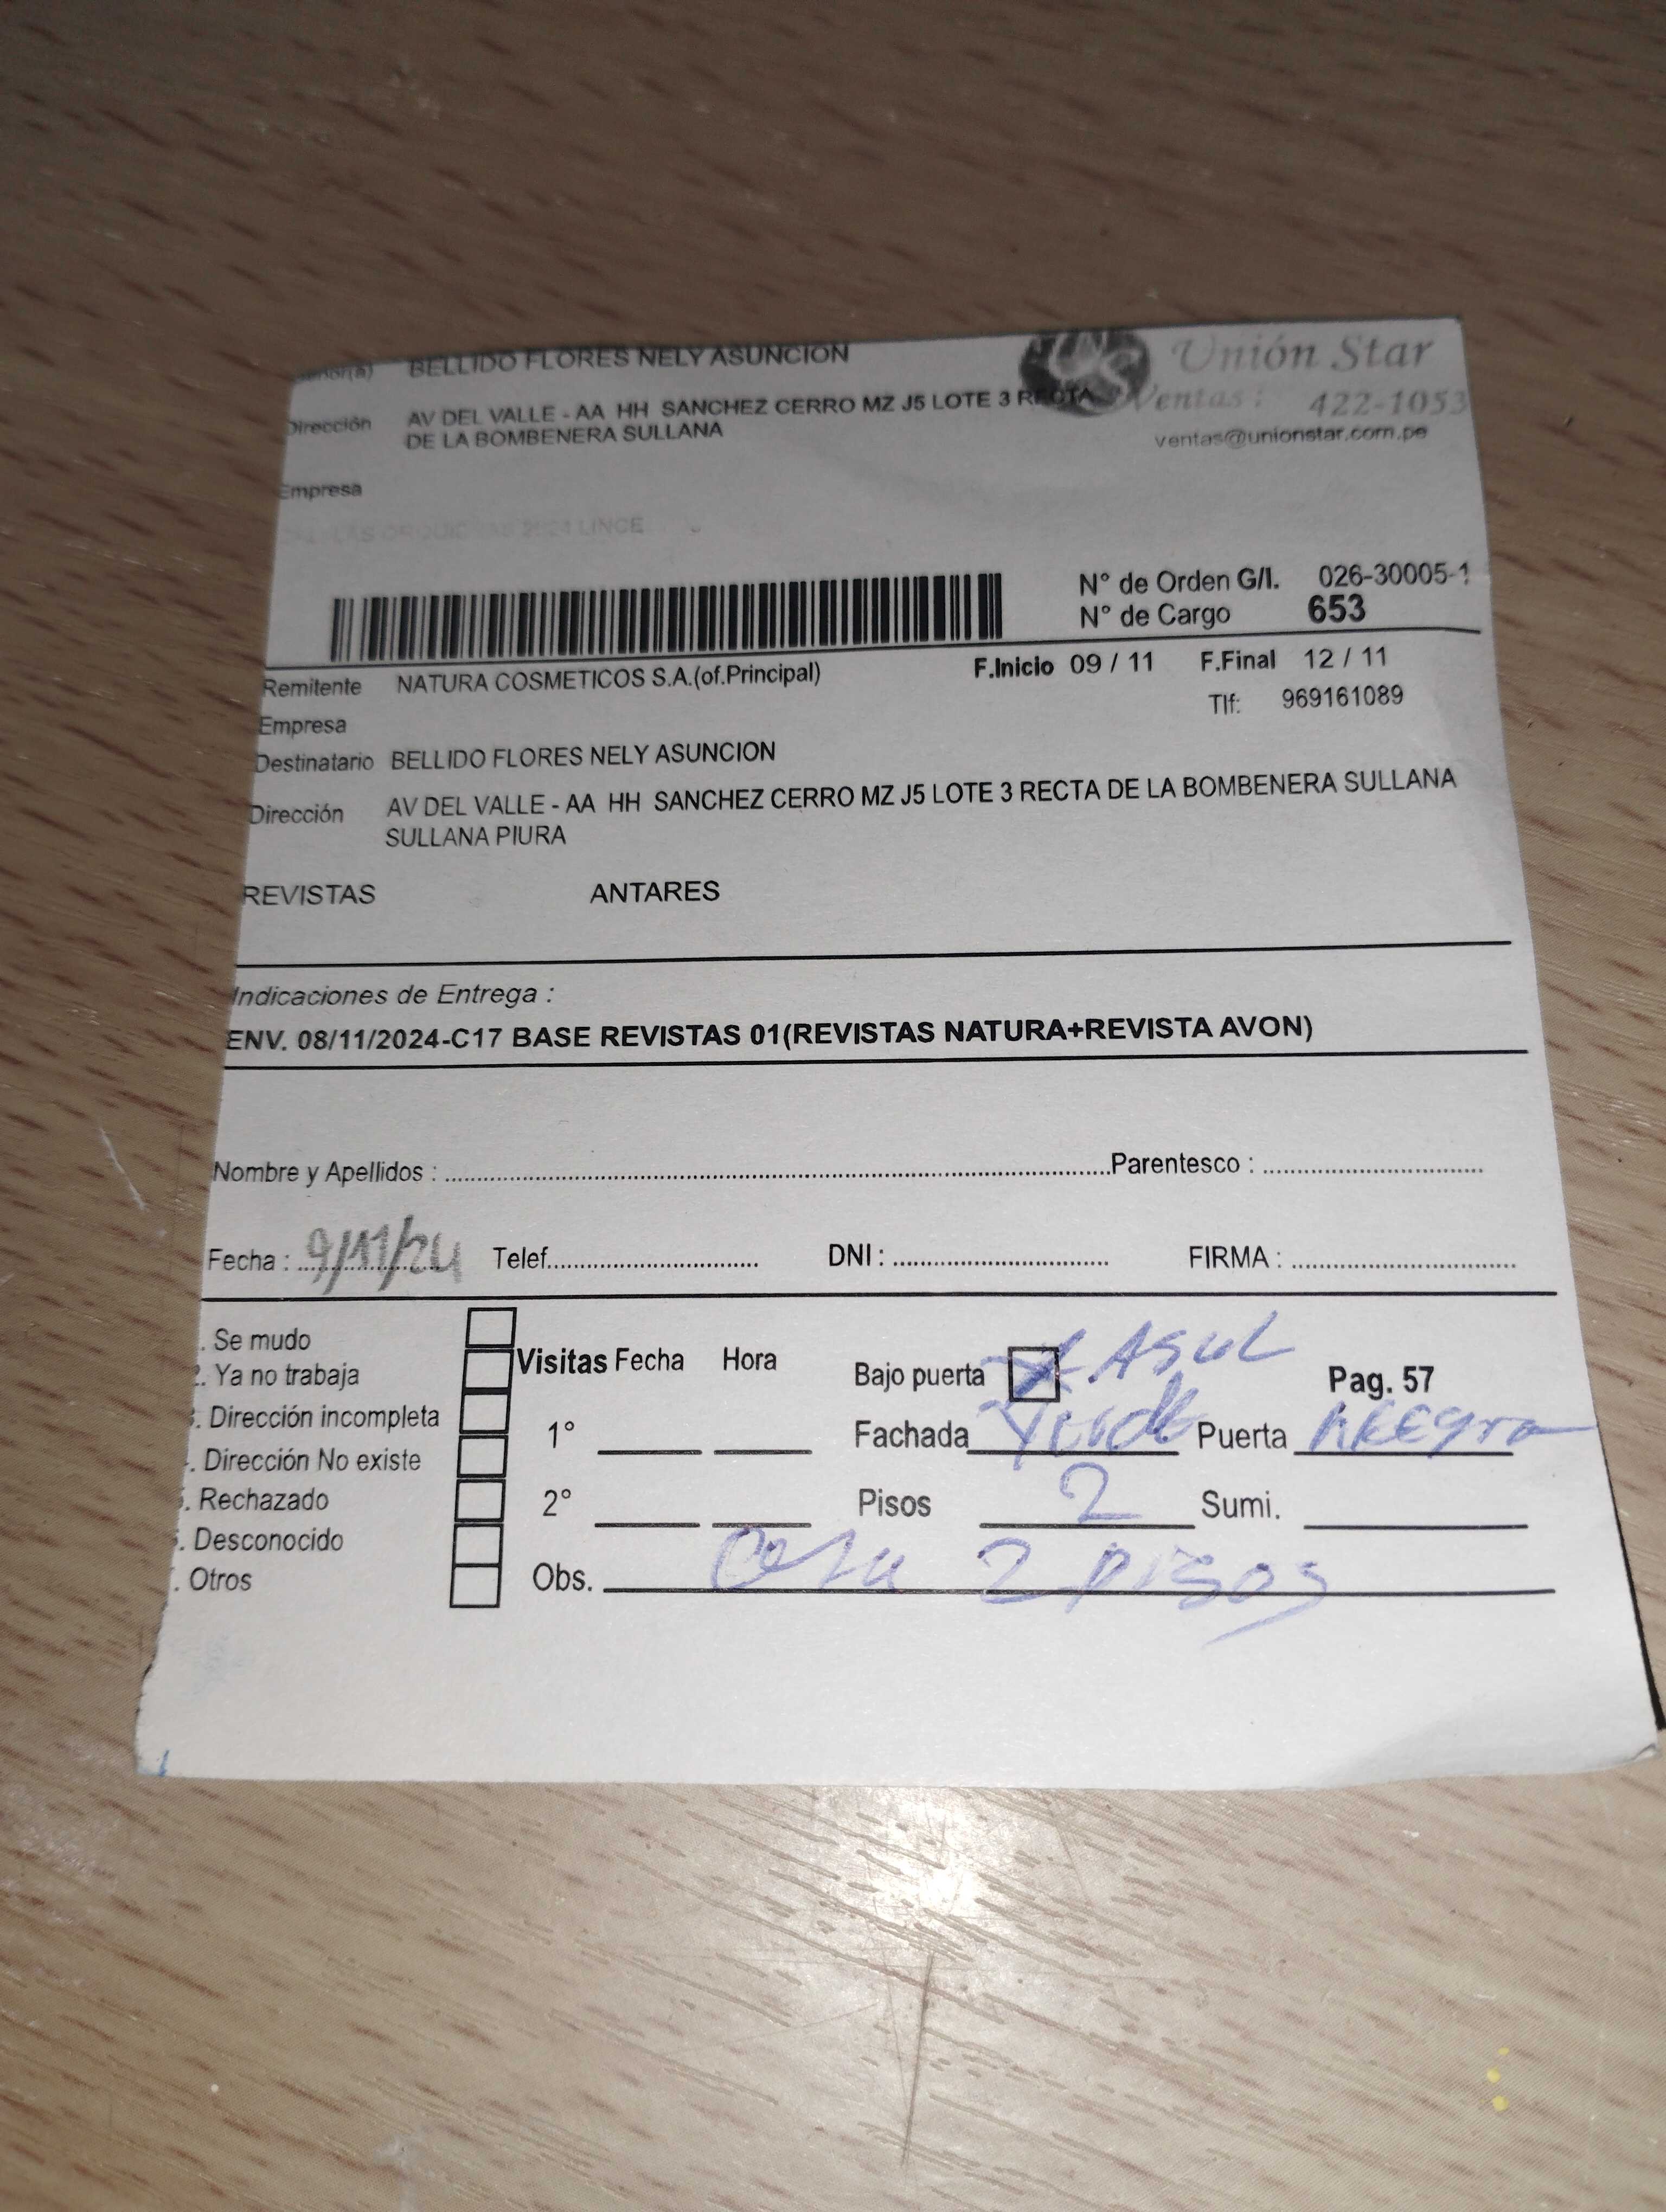 BELLIDO FLORES NELY ASUNCION
Unión Star
Dirección AV DEL VALLE - AA HH SANCHEZ CERRO MZ J5 LOTE 3 RECTA
DE LA BOMBENERA SULLANA
Ventas : 422-1053
ventas@unionstar.com.pe
Empresa
2024 LINCE
N° de Orden G/I. 026-30005-1
N° de Cargo 653
Remitente NATURA COSMETICOS S.A.(of.Principal)
F.Inicio 09 / 11 F.Final 12 / 11
Empresa
Tlf: 969161089
Destinatario BELLIDO FLORES NELY ASUNCION
Dirección AV DEL VALLE - AA HH SANCHEZ CERRO MZ J5 LOTE 3 RECTA DE LA BOMBENERA SULLANA
SULLANA PIURA
REVISTAS ANTARES
Indicaciones de Entrega :
ENV. 08/11/2024-C17 BASE REVISTAS 01(REVISTAS NATURA+REVISTA AVON)
Nombre y Apellidos : Parentesco :
Fecha : 9/11/24 Telef. DNI : FIRMA :
. Se mudo
2. Ya no trabaja
. Dirección incompleta
. Dirección No existe
. Rechazado
. Desconocido
. Otros
Visitas Fecha Hora
1°
2°
Bajo puerta X Asul Pag. 57
Fachada Verde Puerta Neegra
Pisos 2 Sumi.
Obs. Casa 2 pisos